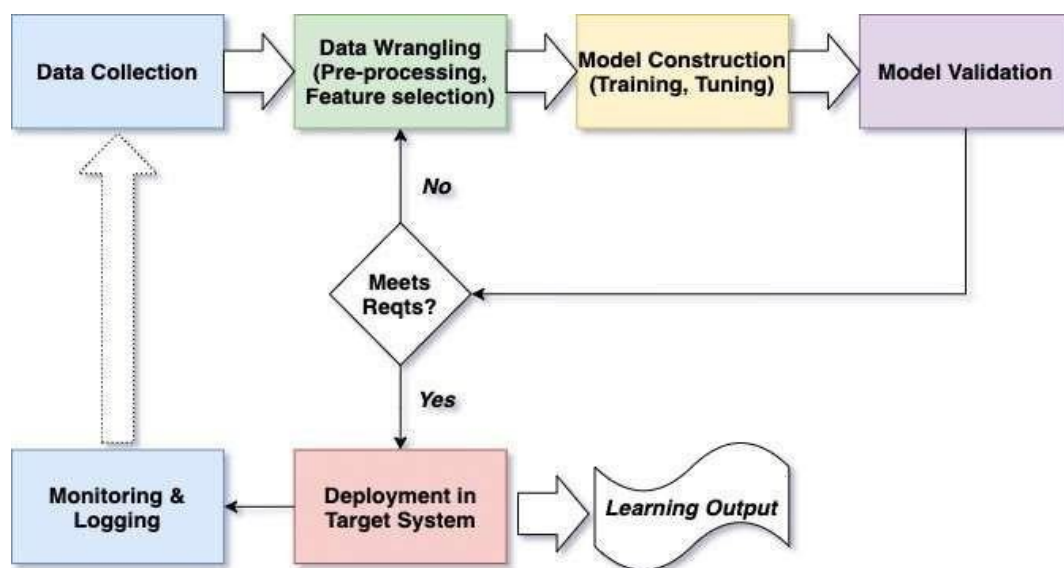 Data Collection
Data Wrangling
(Pre-processing,
Feature selection)
Model Construction
(Training, Tuning)
Model Validation
No
Meets
Reqts?
Yes
Monitoring &
Logging
Deployment in
Target System
Learning Output